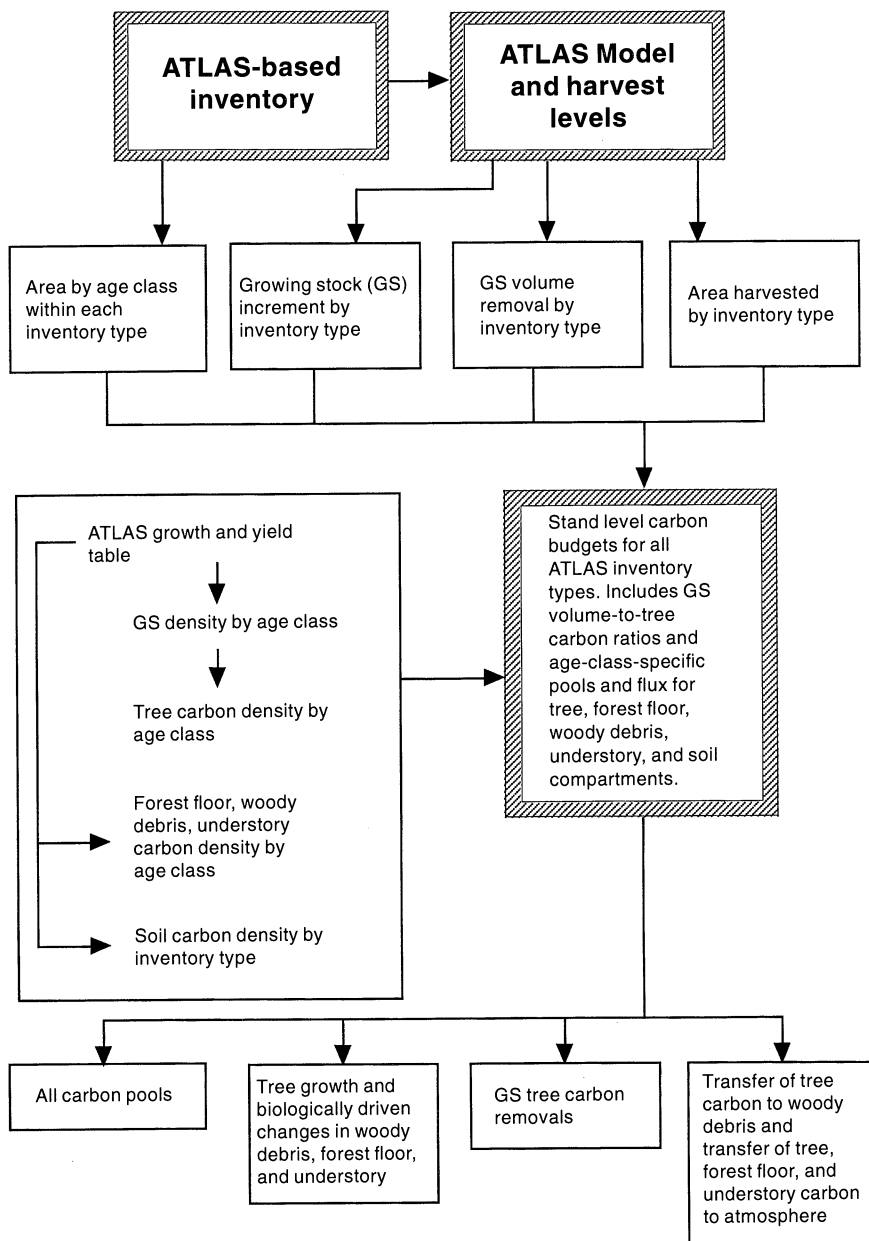 ATLAS-based
inventory
ATLAS Model
and harvest
levels
Area by age class
within each
inventory type
Growing stock (GS)
increment by
inventory type
GS volume
removal by
inventory type
Area harvested
by inventory type
ATLAS growth and yield
table
GS density by age class
Tree carbon density by
age class
Forest floor, woody
debris, understory
carbon density by
age class
Soil carbon density by
inventory type
Stand level carbon
budgets for all
ATLAS inventory
types. Includes GS
volume-to-tree
carbon ratios and
age-class-specific
pools and flux for
tree, forest floor,
woody debris,
understory, and soil
compartments.
All carbon pools
Tree growth and
biologically driven
changes in woody
debris, forest floor,
and understory
GS tree carbon
removals
Transfer of tree
carbon to woody
debris and
transfer of tree,
forest floor, and
understory carbon
to atmosphere